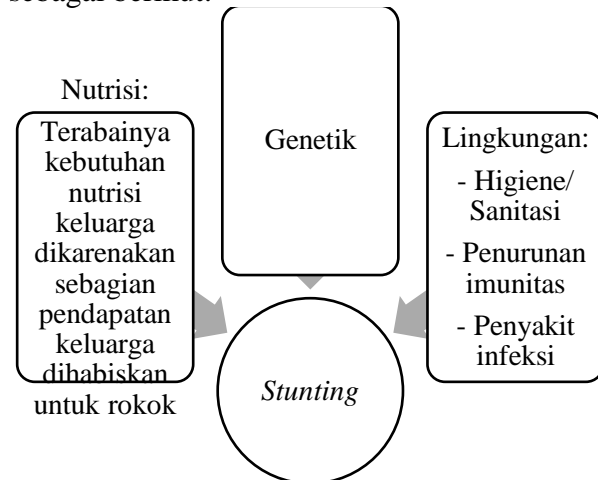 sebagai berikut:
Nutrisi:
Terabainya
kebutuhan
nutrisi
keluarga
dikarenakan
sebagian
pendapatan
keluarga
dihabiskan
untuk rokok
Genetik
Lingkungan:
- Higiene/
Sanitasi
- Penurunan
imunitas
- Penyakit
infeksi
Stunting